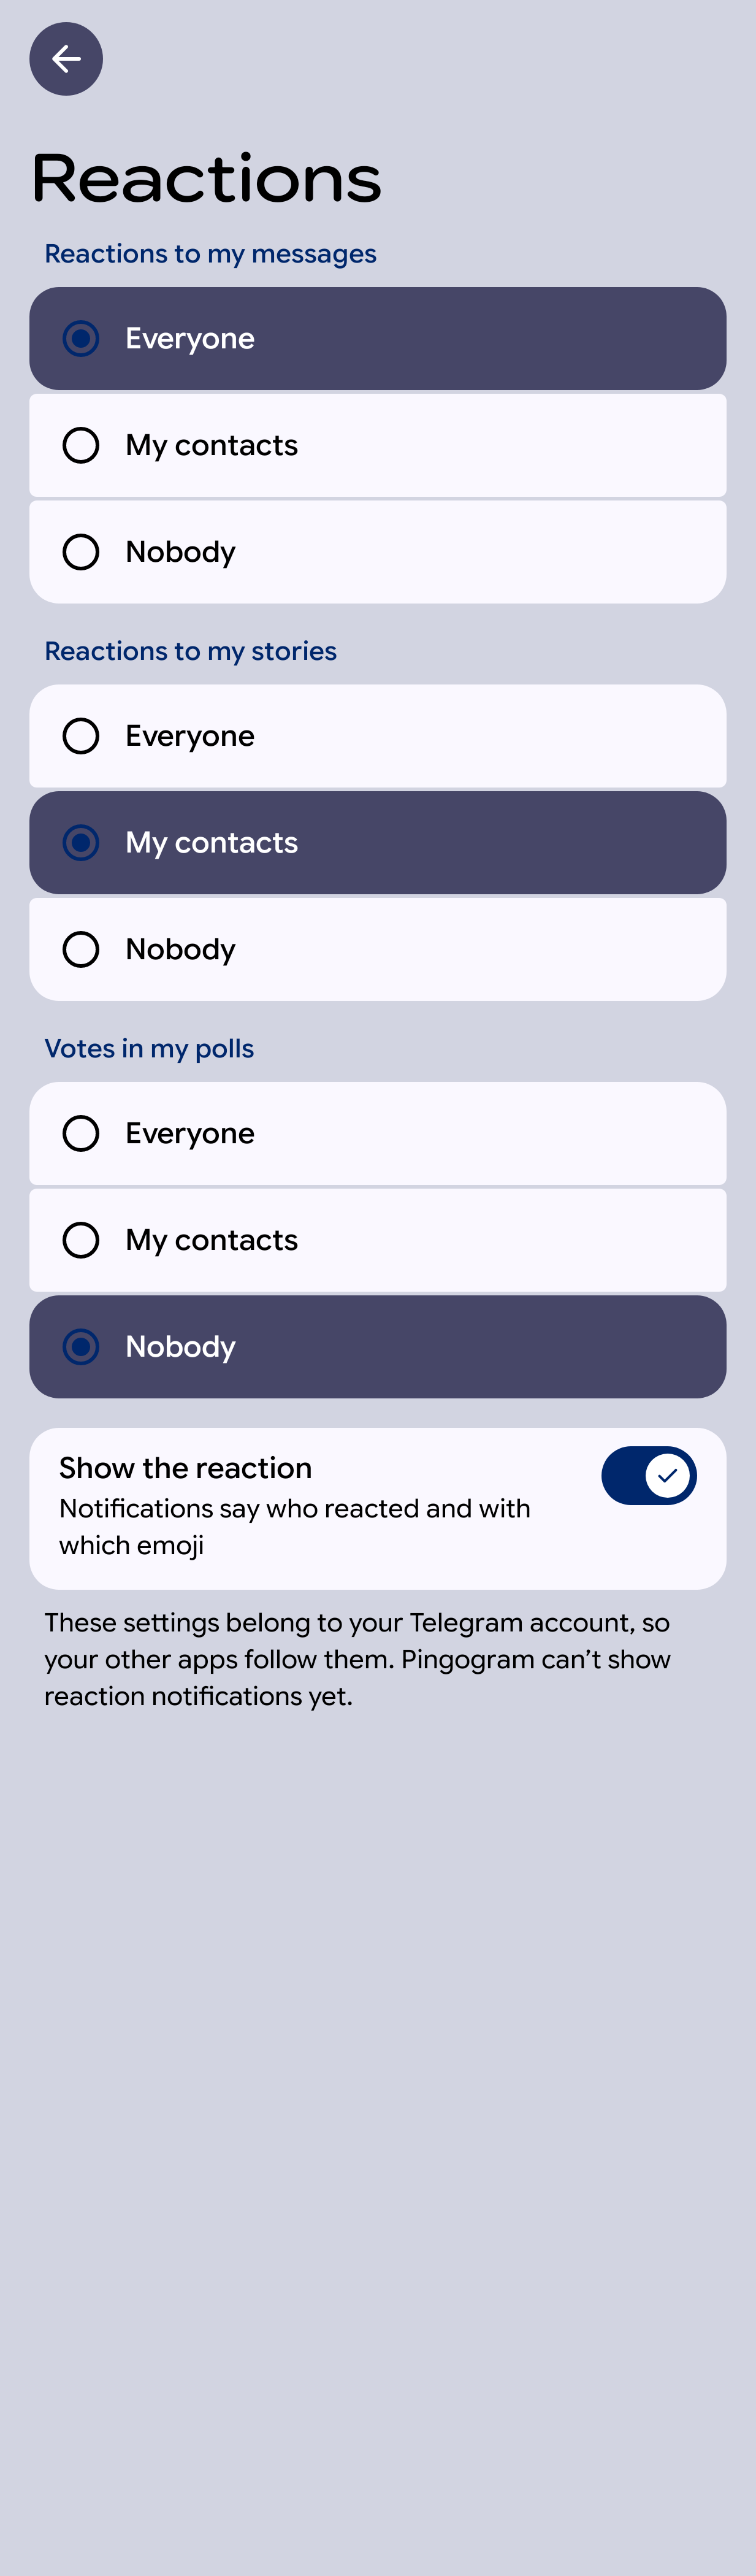 Reactions
Reactions to my messages
Everyone
My contacts
Nobody
Reactions to my stories
Everyone
My contacts
Nobody
Votes in my polls
Everyone
My contacts
Nobody
Show the reaction
Notifications say who reacted and with
which emoji
These settings belong to your Telegram account, so
your other apps follow them. Pingogram can’t show
reaction notifications yet.